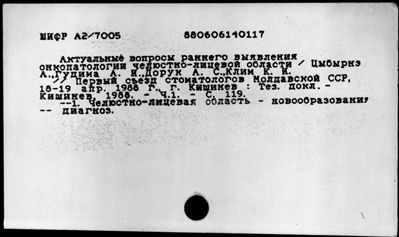 ШИФР А2/7005 880606140117
Актуальные вопросы раннего выявления
онкопатологии челюстно-лицевой области / Цыбырнэ
А.,Гудима А. И.,Дорук А. С.,Клим К. И.
// Первый съезд стоматологов Молдавской ССР,
18-19 апр. 1988 г., г. Кишинев : Тез. докл. -
Кишинев, 1988. - Ч.1. - С. 119.
--1. Челюстно-лицевая область - новообразования
-- диагноз.